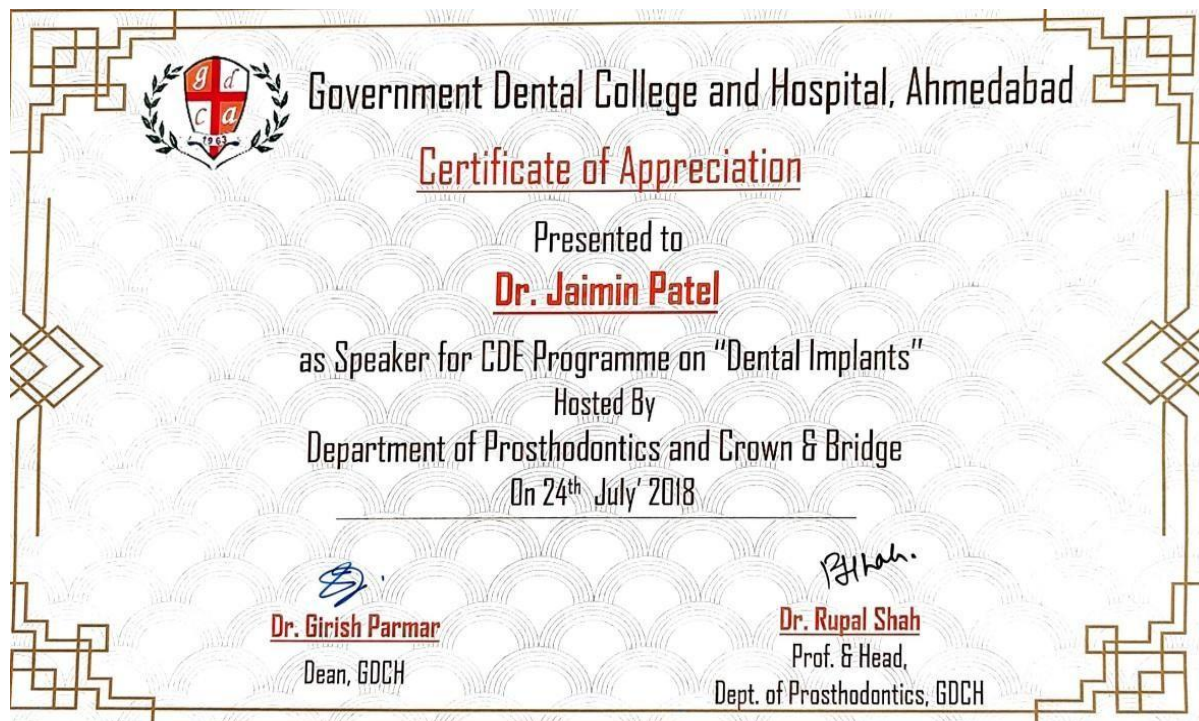 g d
c a
1963
Government Dental College and Hospital, Ahmedabad
Certificate of Appreciation
Presented to
Dr. Jaimin Patel
as Speaker for CDE Programme on "Dental Implants"
Hosted By
Department of Prosthodontics and Crown & Bridge
On 24th July' 2018
Dr. Girish Parmar
Dean, GDCH
RHShah.
Dr. Rupal Shah
Prof. & Head,
Dept. of Prosthodontics, GDCH